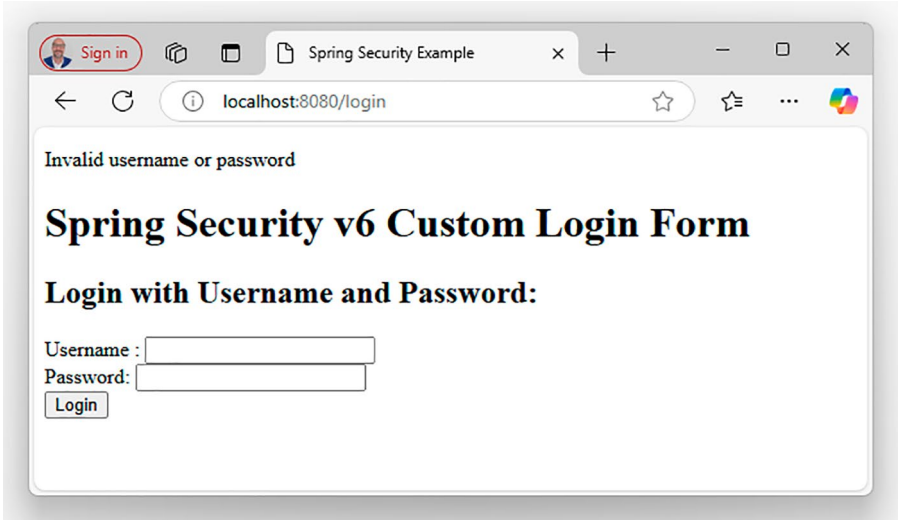 Sign in
Spring Security Example
localhost:8080/login
Invalid username or password
Spring Security v6 Custom Login Form
Login with Username and Password:
Username :
Password:
Login